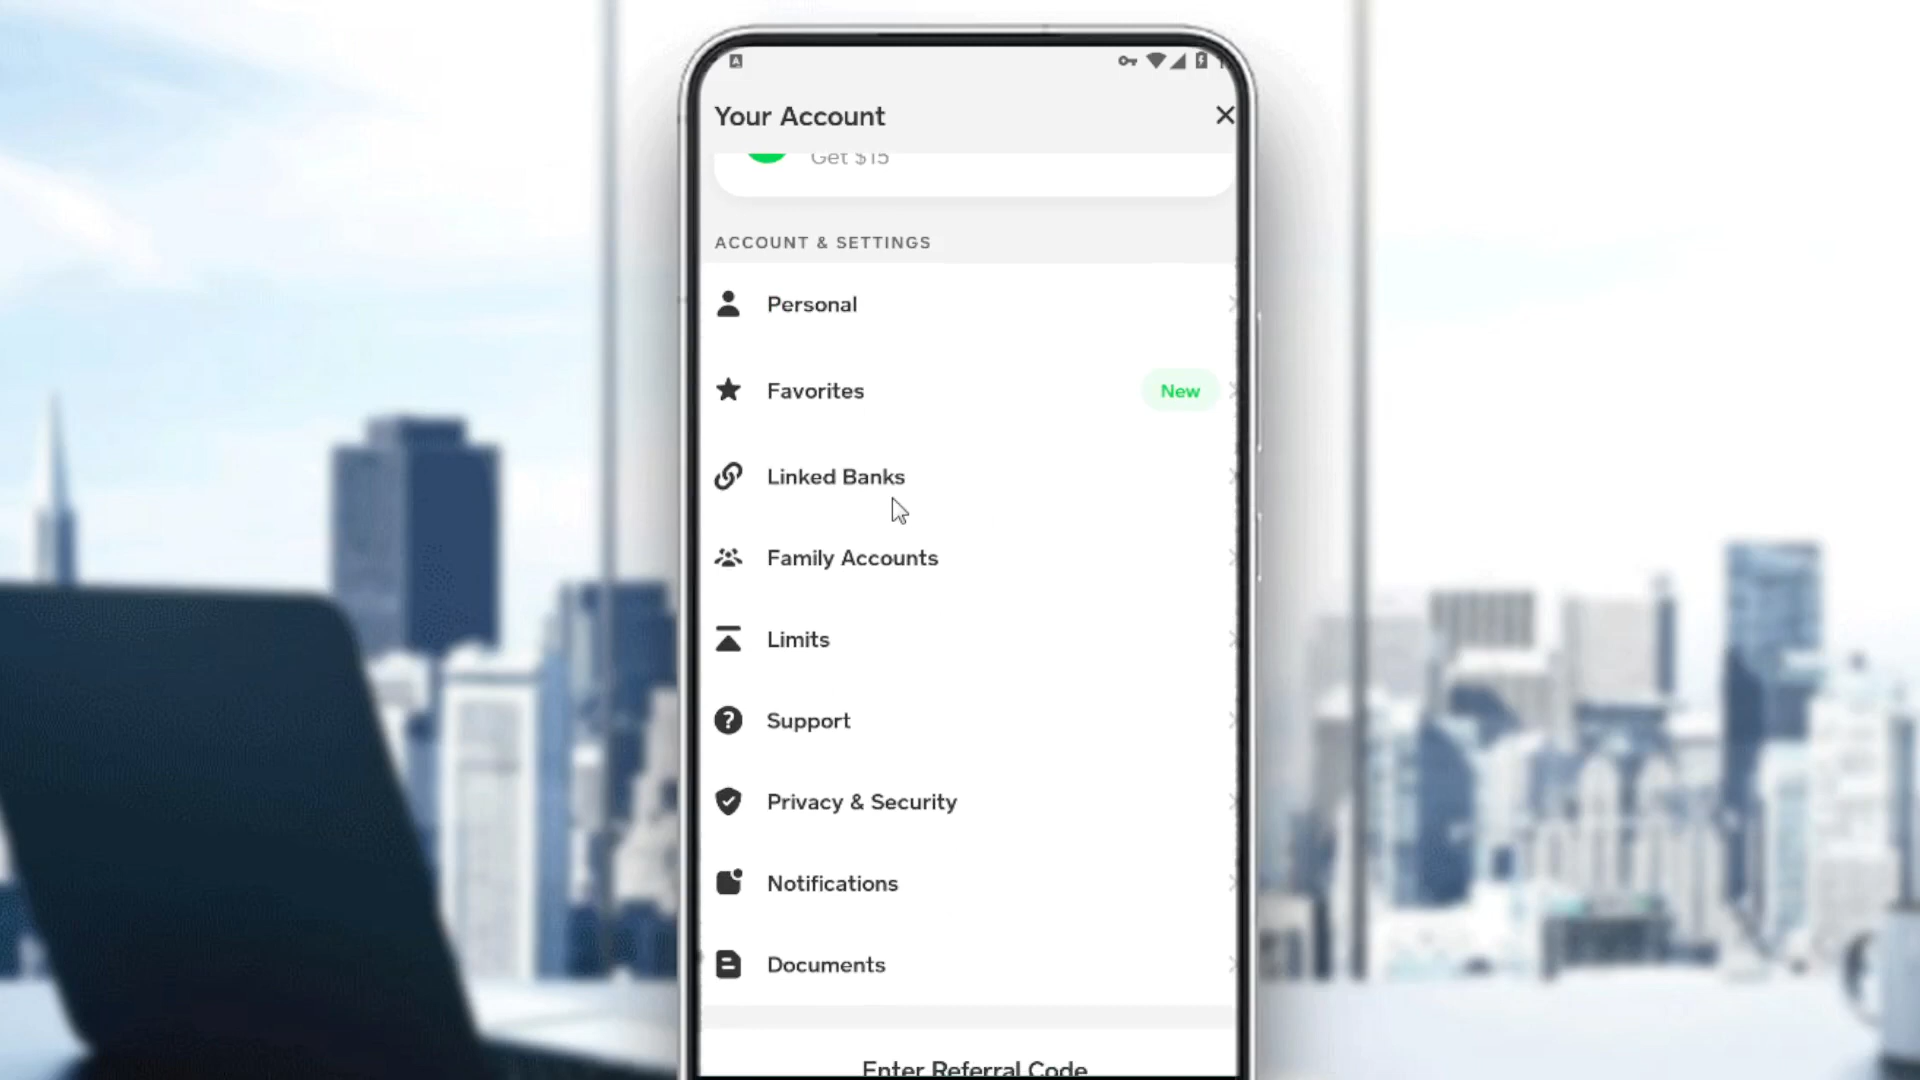 Your Account
Get $15
ACCOUNT & SETTINGS
Personal
Favorites
New
Linked Banks
Family Accounts
Limits
Support
Privacy & Security
Notifications
Documents
Enter Referral Code